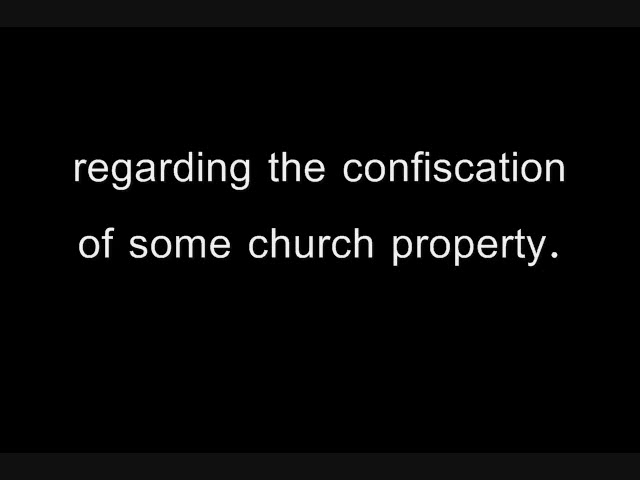 regarding the confiscation
of some church property.